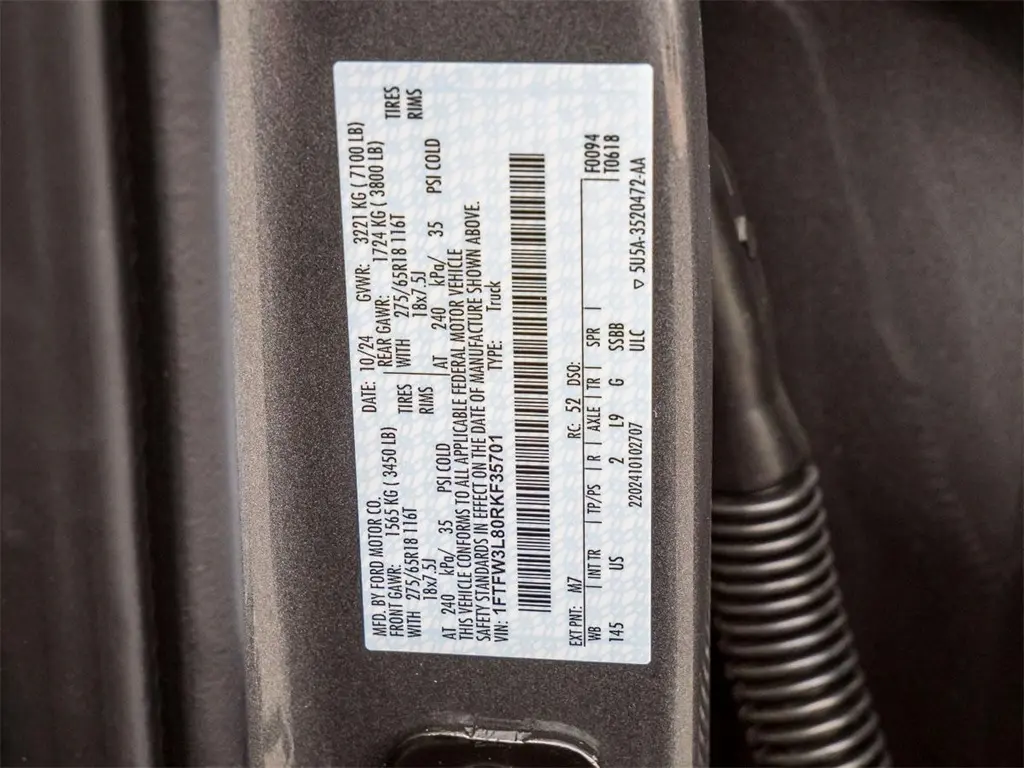 MFD. BY FORD MOTOR CO. DATE: 10/24 GVWR: 3221 KG ( 7100 LB)
FRONT GAWR: 1565 KG ( 3450 LB) REAR GAWR: 1724 KG ( 3800 LB)
WITH 275/65R18 116T TIRES WITH 275/65R18 116T TIRES
18x7.5J RIMS 18x7.5J RIMS
AT 240 kPa/ 35 PSI COLD AT 240 kPa/ 35 PSI COLD
THIS VEHICLE CONFORMS TO ALL APPLICABLE FEDERAL MOTOR VEHICLE
SAFETY STANDARDS IN EFFECT ON THE DATE OF MANUFACTURE SHOWN ABOVE.
VIN: 1FTFW3L80RKF35701 TYPE: Truck
EXT PNT: M7 RC: 52 DSO: F0094
WB INT TR TP/PS R AXLE TR SPR T0618
145 US 2 L9 G SSBB
2202410102707 ULC 5U5A-3520472-AA